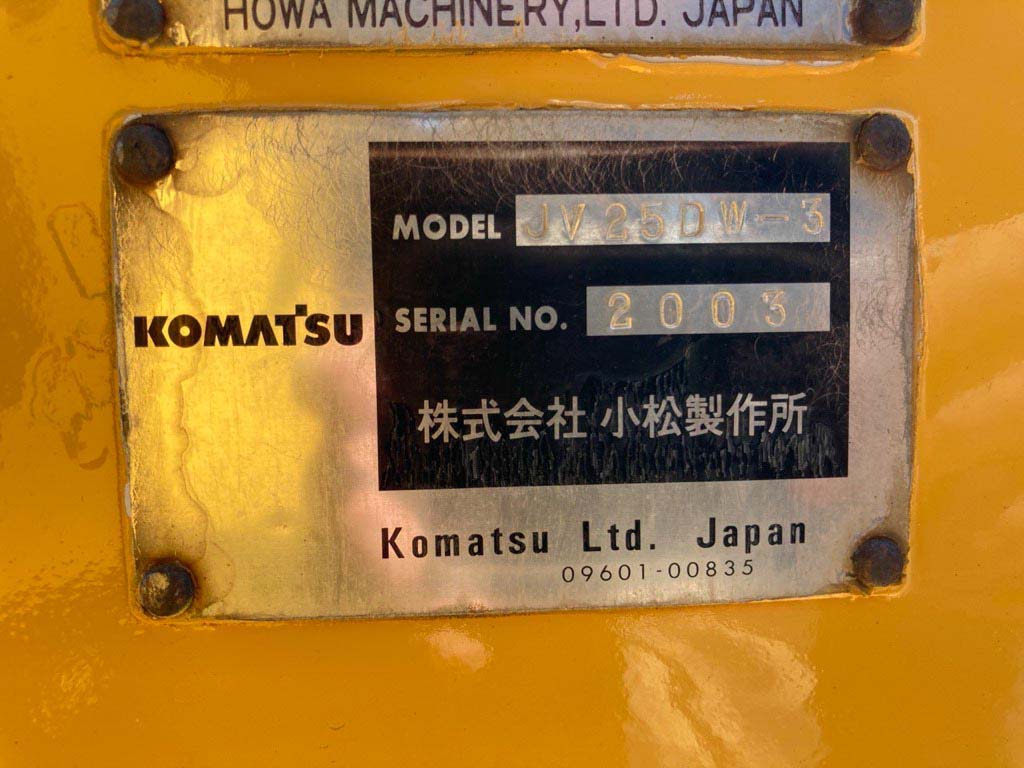 HOWA MACHINERY,LTD. JAPAN
MODEL JV25DW-3
KOMATSU
SERIAL NO. 2003
株式会社 小松製作所
Komatsu Ltd. Japan
09601-00835